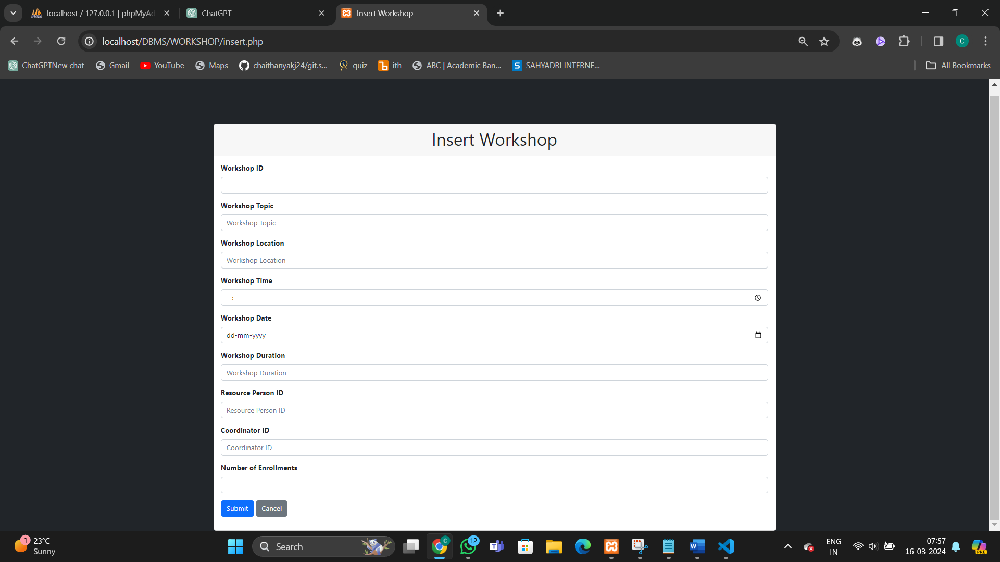 localhost / 127.0.0.1 | phpMyAd
ChatGPT
Insert Workshop
localhost/DBMS/WORKSHOP/insert.php
C
ChatGPTNew chat
Gmail
YouTube
Maps
chaithanyakj24/git.s...
quiz
ith
ABC | Academic Ban...
S
SAHYADRI INTERNE...
All Bookmarks
Insert Workshop
Workshop ID
Workshop Topic
Workshop Topic
Workshop Location
Workshop Location
Workshop Time
--:--
Workshop Date
dd-mm-yyyy
Workshop Duration
Workshop Duration
Resource Person ID
Resource Person ID
Coordinator ID
Coordinator ID
Number of Enrollments
Submit Cancel
1
23°C
Sunny
Search
C
12
ENG
IN
07:57
16-03-2024
PRE